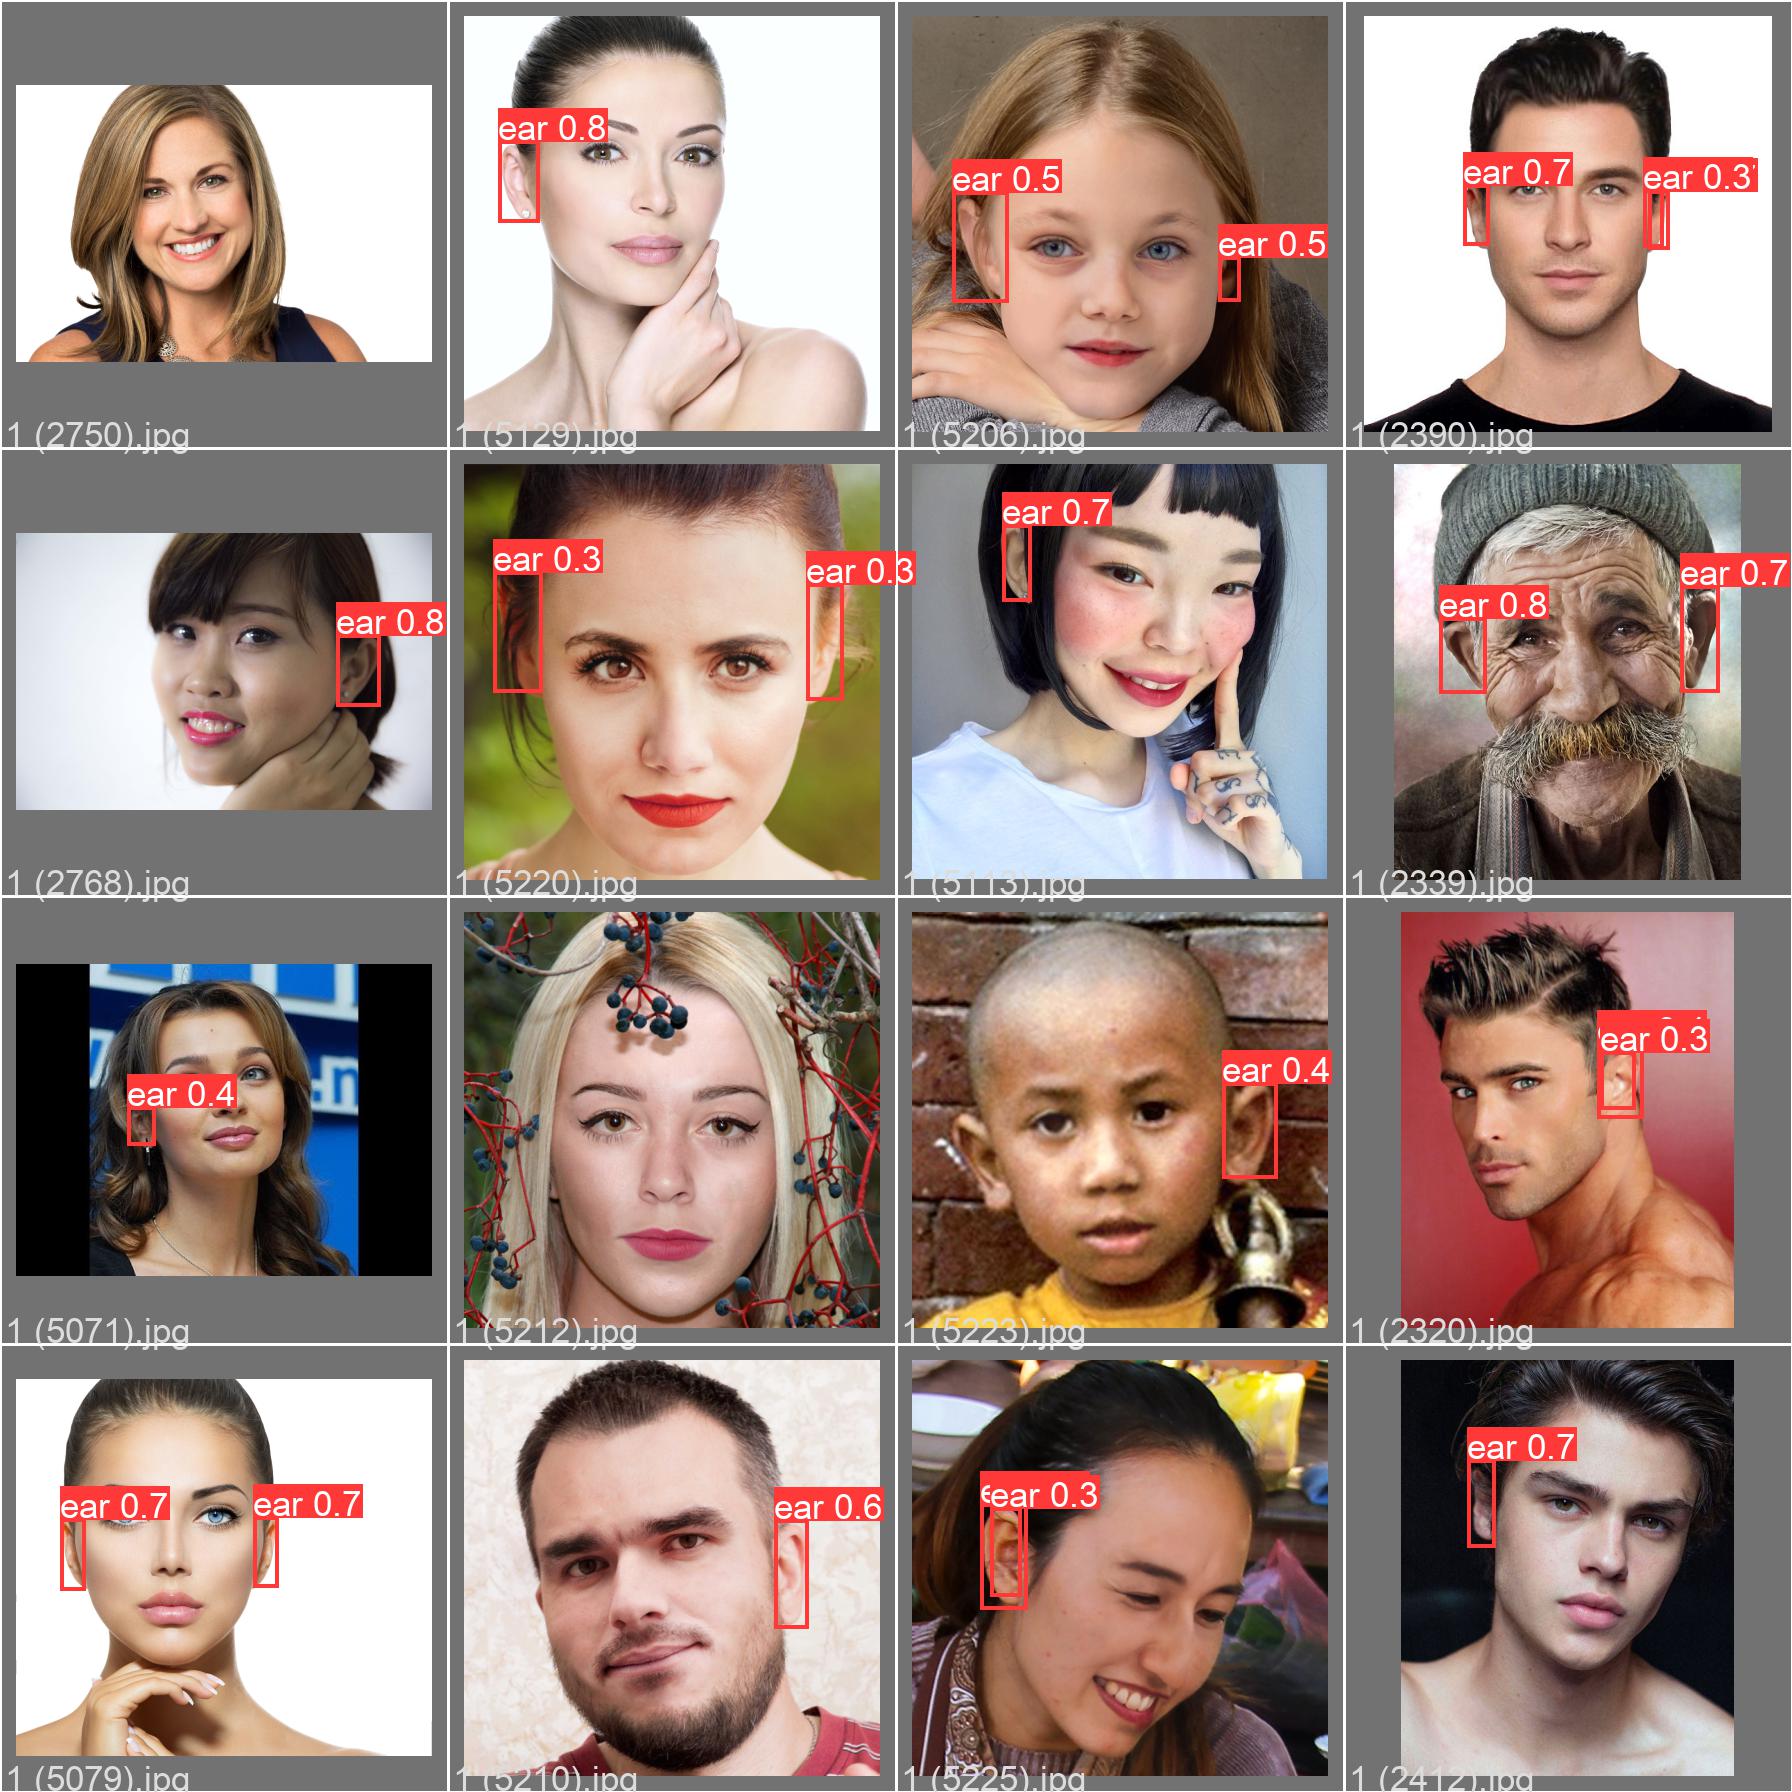 ear 0.8
ear 0.5
ear 0.5
ear 0.7
ear 0.3
1 (2750).jpg
1 (5129).jpg
1 (5206).jpg
1 (2390).jpg
ear 0.8
ear 0.3
ear 0.3
ear 0.7
ear 0.8
ear 0.7
1 (2768).jpg
1 (5220).jpg
1 (5113).jpg
1 (2339).jpg
ear 0.4
ear 0.4
ear 0.3
1 (5071).jpg
1 (5212).jpg
1 (5223).jpg
1 (2320).jpg
ear 0.7
ear 0.7
ear 0.6
ear 0.3
ear 0.7
1 (5079).jpg
1 (5210).jpg
1 (5225).jpg
1 (2412).jpg